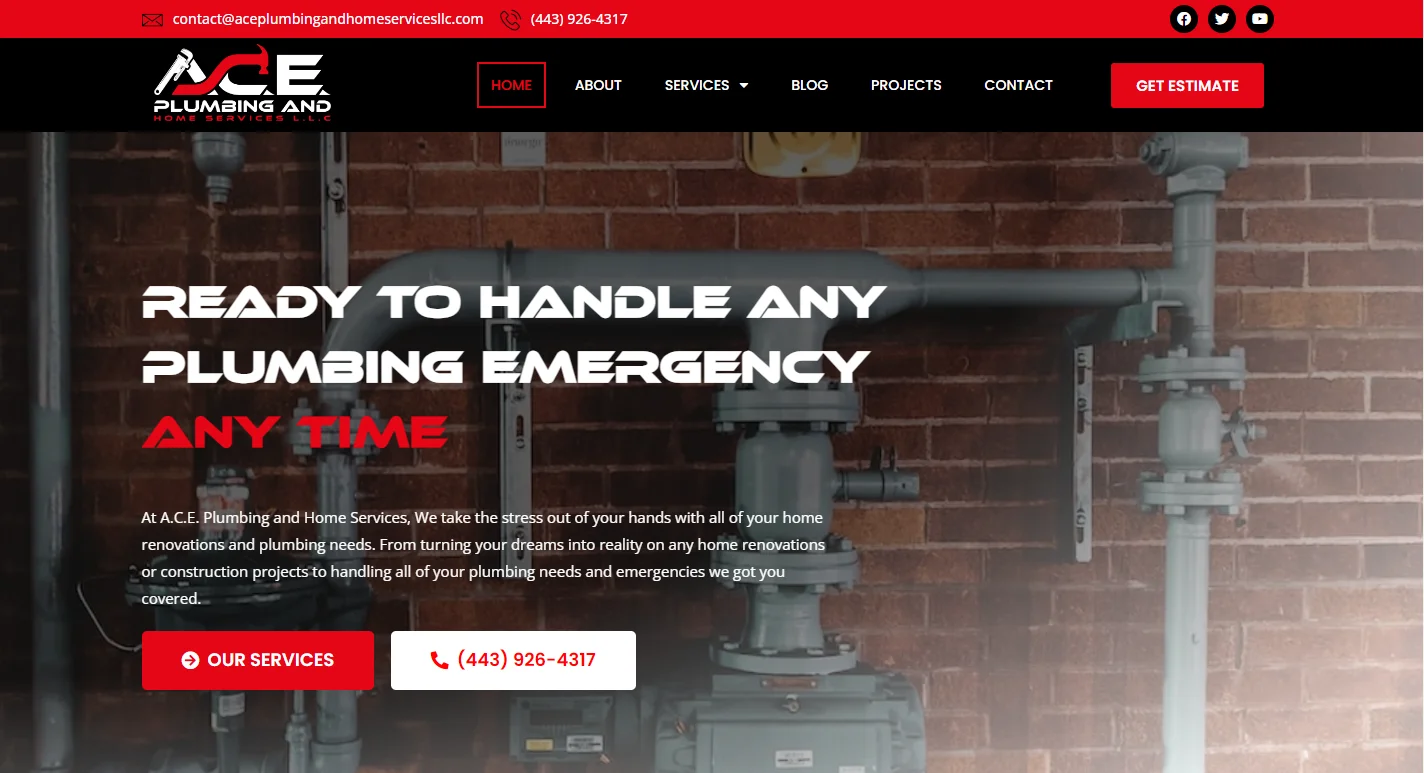 contact@aceplumbingandhomeservicesllc.com (443) 926-4317
ACE
PLUMBING AND
HOME SERVICES L.L.C
HOME ABOUT SERVICES BLOG PROJECTS CONTACT GET ESTIMATE
READY TO HANDLE ANY
PLUMBING EMERGENCY
ANY TIME
At A.C.E. Plumbing and Home Services, We take the stress out of your hands with all of your home
renovations and plumbing needs. From turning your dreams into reality on any home renovations
or construction projects to handling all of your plumbing needs and emergencies we got you
covered.
OUR SERVICES (443) 926-4317